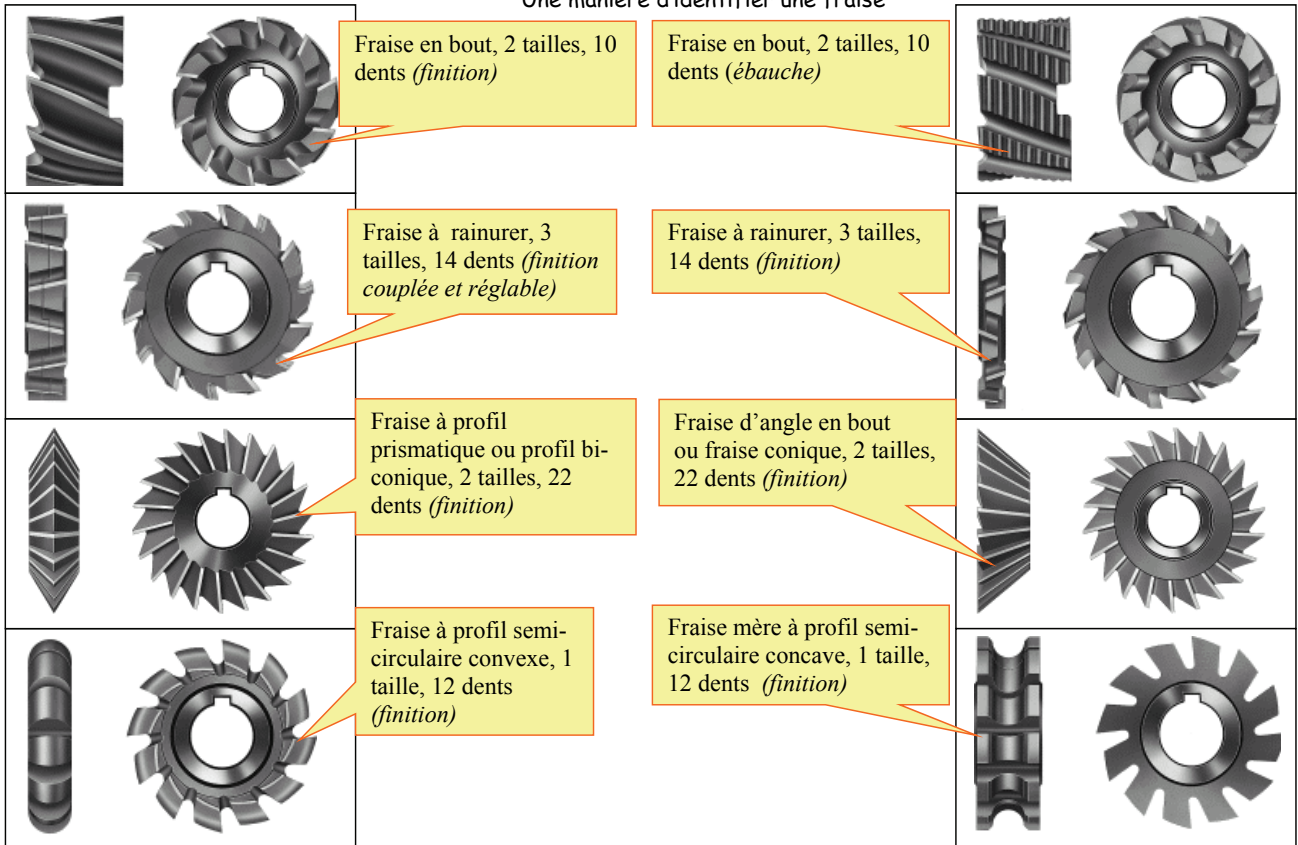 Une manière d'identifier une fraise
Fraise en bout, 2 tailles, 10
dents (finition)
Fraise en bout, 2 tailles, 10
dents (ébauche)
Fraise à rainurer, 3
tailles, 14 dents (finition
couplée et réglable)
Fraise à rainurer, 3 tailles,
14 dents (finition)
Fraise à profil
prismatique ou profil bi-
conique, 2 tailles, 22
dents (finition)
Fraise d’angle en bout
ou fraise conique, 2 tailles,
22 dents (finition)
Fraise à profil semi-
circulaire convexe, 1
taille, 12 dents
(finition)
Fraise mère à profil semi-
circulaire concave, 1 taille,
12 dents (finition)